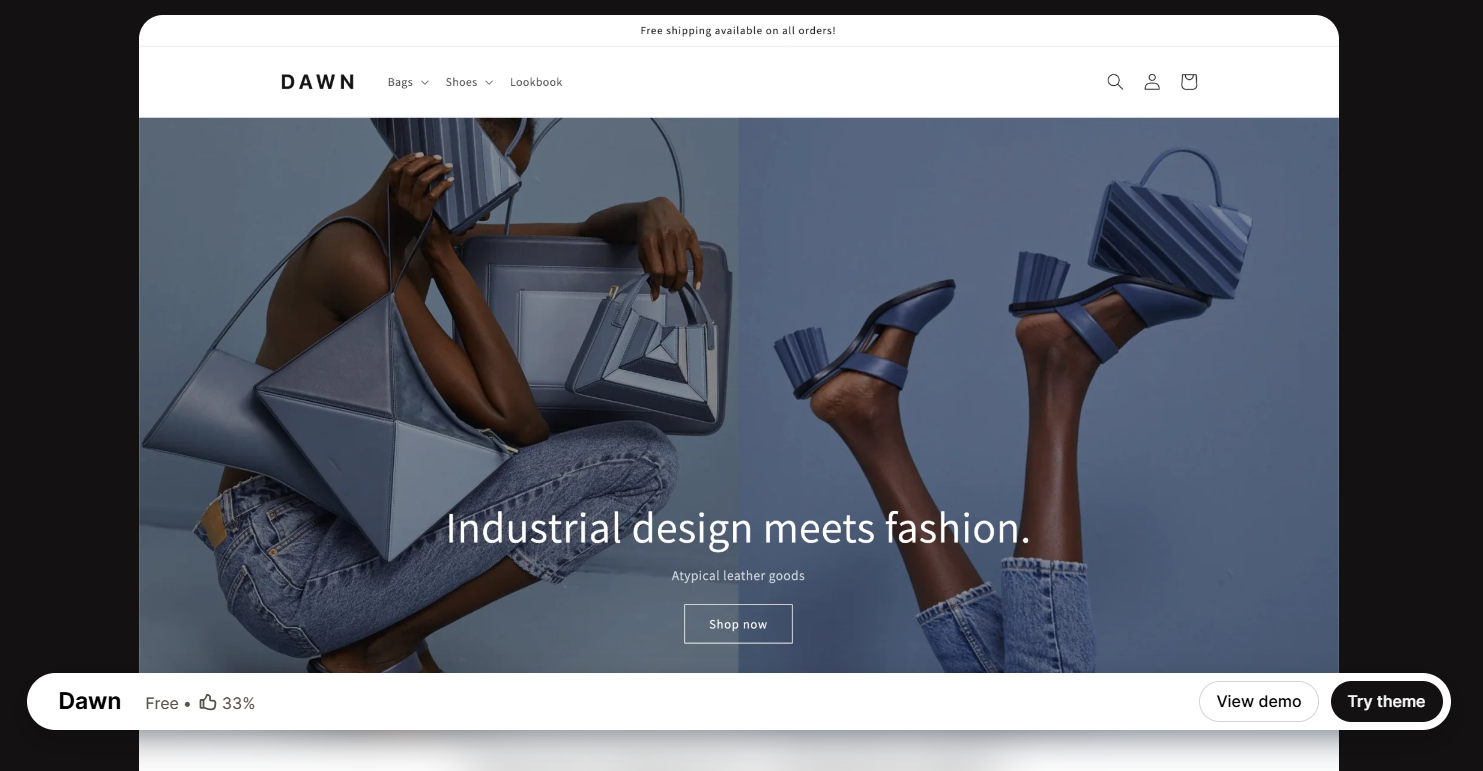 Free shipping available on all orders!
DAWN Bags Shoes Lookbook
Industrial design meets fashion.
Atypical leather goods
Shop now
Dawn Free • 33% View demo Try theme